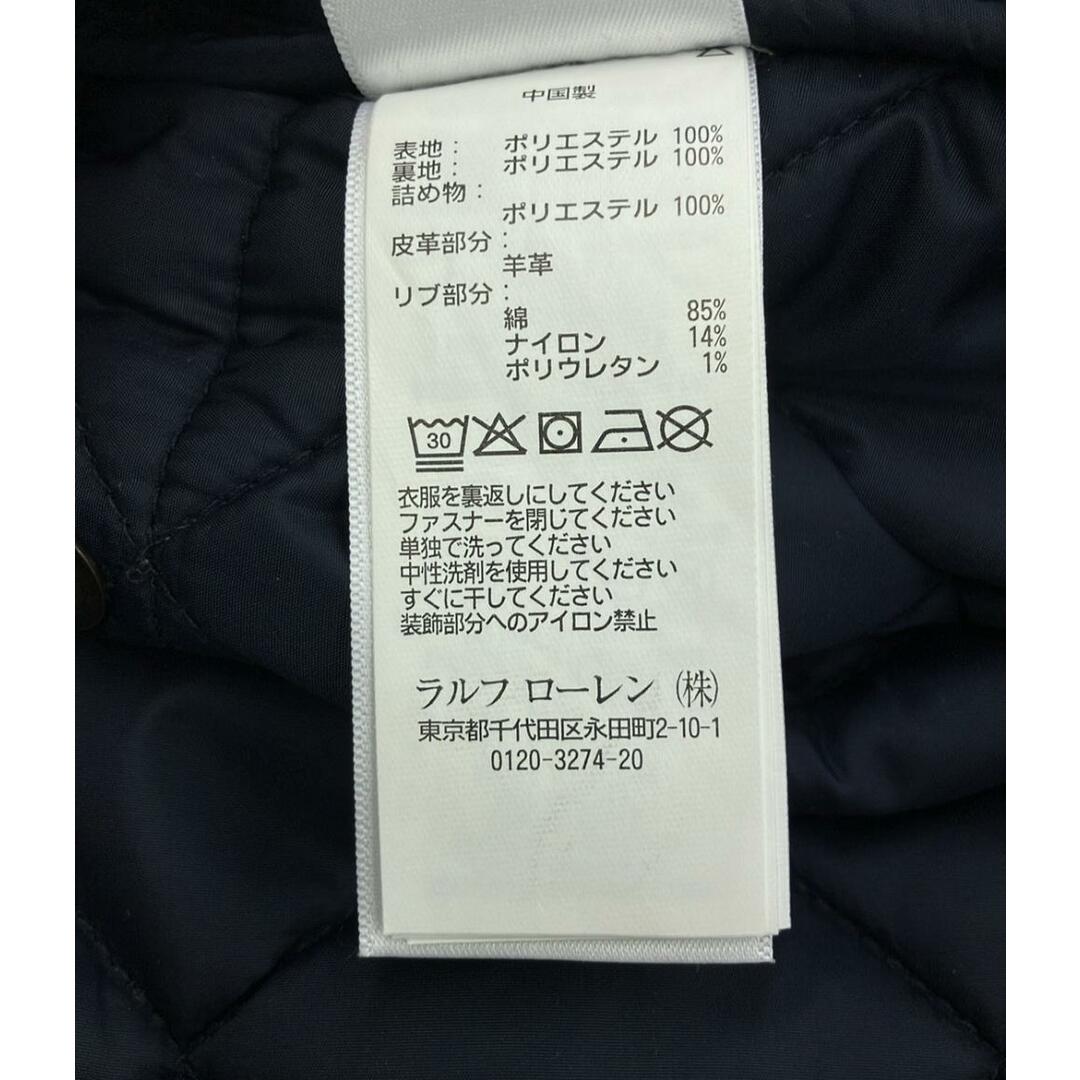 中国製
表地： ポリエステル 100%
裏地： ポリエステル 100%
詰め物：
ポリエステル 100%
皮革部分：
羊革
リブ部分：
綿 85%
ナイロン 14%
ポリウレタン 1%
30
衣服を裏返しにしてください
ファスナーを閉じてください
単独で洗ってください
中性洗剤を使用してください
すぐに干してください
装飾部分へのアイロン禁止
ラルフ ローレン ㈱
東京都千代田区永田町2-10-1
0120-3274-20